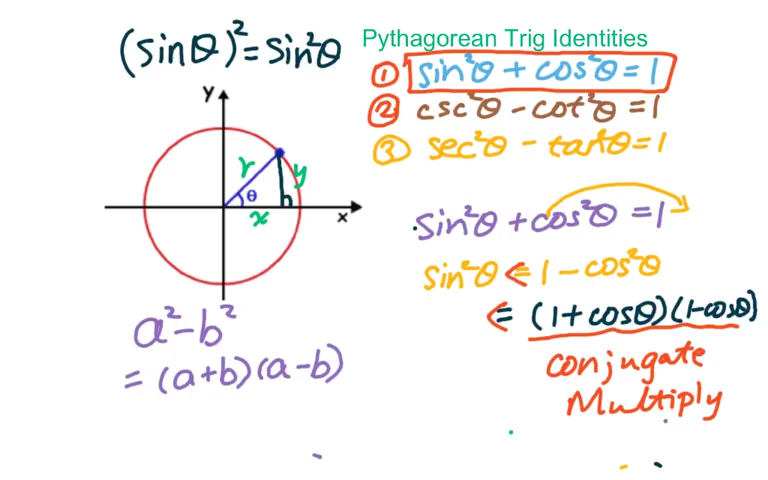 (sinθ)² = sin²θ
Pythagorean Trig Identities
① sin²θ + cos²θ = 1
② csc²θ - cot²θ = 1
③ sec²θ - tan²θ = 1
y
r
y
θ
x
x
sin²θ + cos²θ = 1
sin²θ = 1 - cos²θ
= (1 + cosθ)(1 - cosθ)
conjugate
Multiply
a² - b²
= (a + b)(a - b)